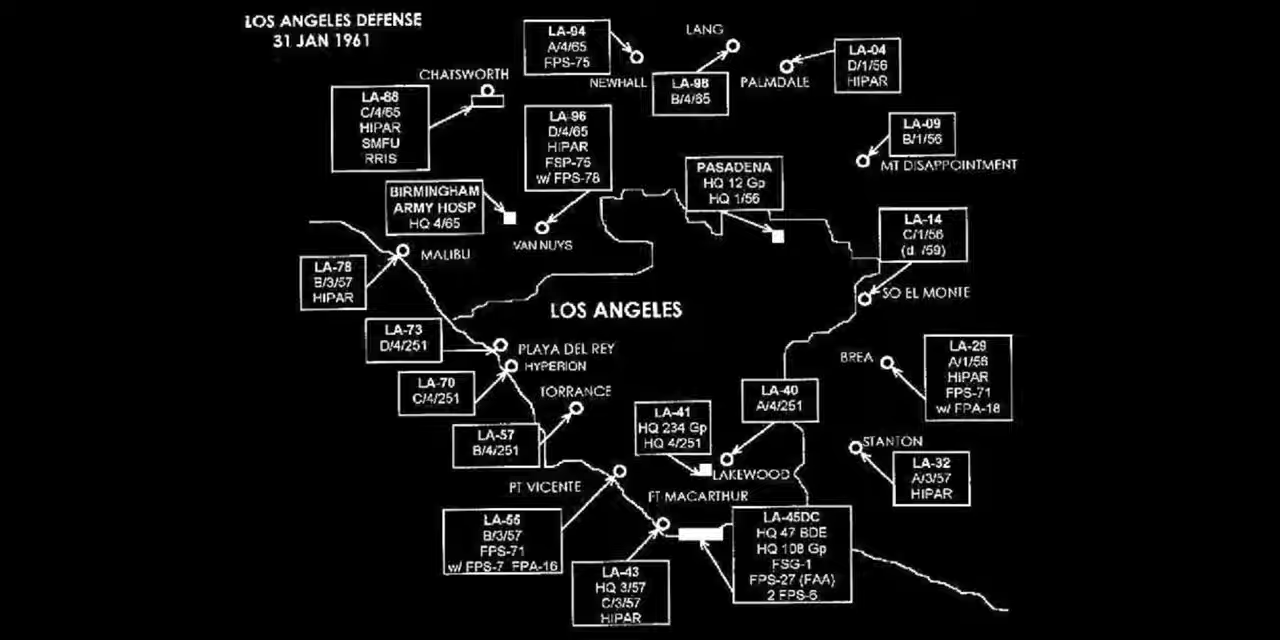 LOS ANGELES DEFENSE
31 JAN 1961
LA-94
A/4/65
FPS-75
NEWHALL
LANG
LA-98
B/4/65
PALMDALE
LA-04
D/1/56
HIPAR
CHATSWORTH
LA-88
C/4/65
HIPAR
SMFU
RRIS
LA-96
D/4/65
HIPAR
FSP-75
w/ FPS-78
VAN NUYS
LA-09
B/1/56
MT DISAPPOINTMENT
PASADENA
HQ 12 Gp
HQ 1/56
BIRMINGHAM
ARMY HOSP
HQ 4/65
LA-14
C/1/56
(d. /59)
SO EL MONTE
MALIBU
LA-78
B/3/57
HIPAR
LOS ANGELES
LA-73
D/4/251
PLAYA DEL REY
HYPERION
LA-70
C/4/251
TORRANCE
LA-57
B/4/251
BREA
LA-29
A/1/56
HIPAR
FPS-71
w/ FPA-18
LA-40
A/4/251
LA-41
HQ 234 Gp
HQ 4/251
LAKEWOOD
STANTON
LA-32
A/3/57
HIPAR
PT VICENTE
LA-55
B/3/57
FPS-71
w/ FPS-7 FPA-16
FT MACARTHUR
LA-43
HQ 3/57
C/3/57
HIPAR
LA-45DC
HQ 47 BDE
HQ 108 Gp
FSG-1
FPS-27 (FAA)
2 FPS-6